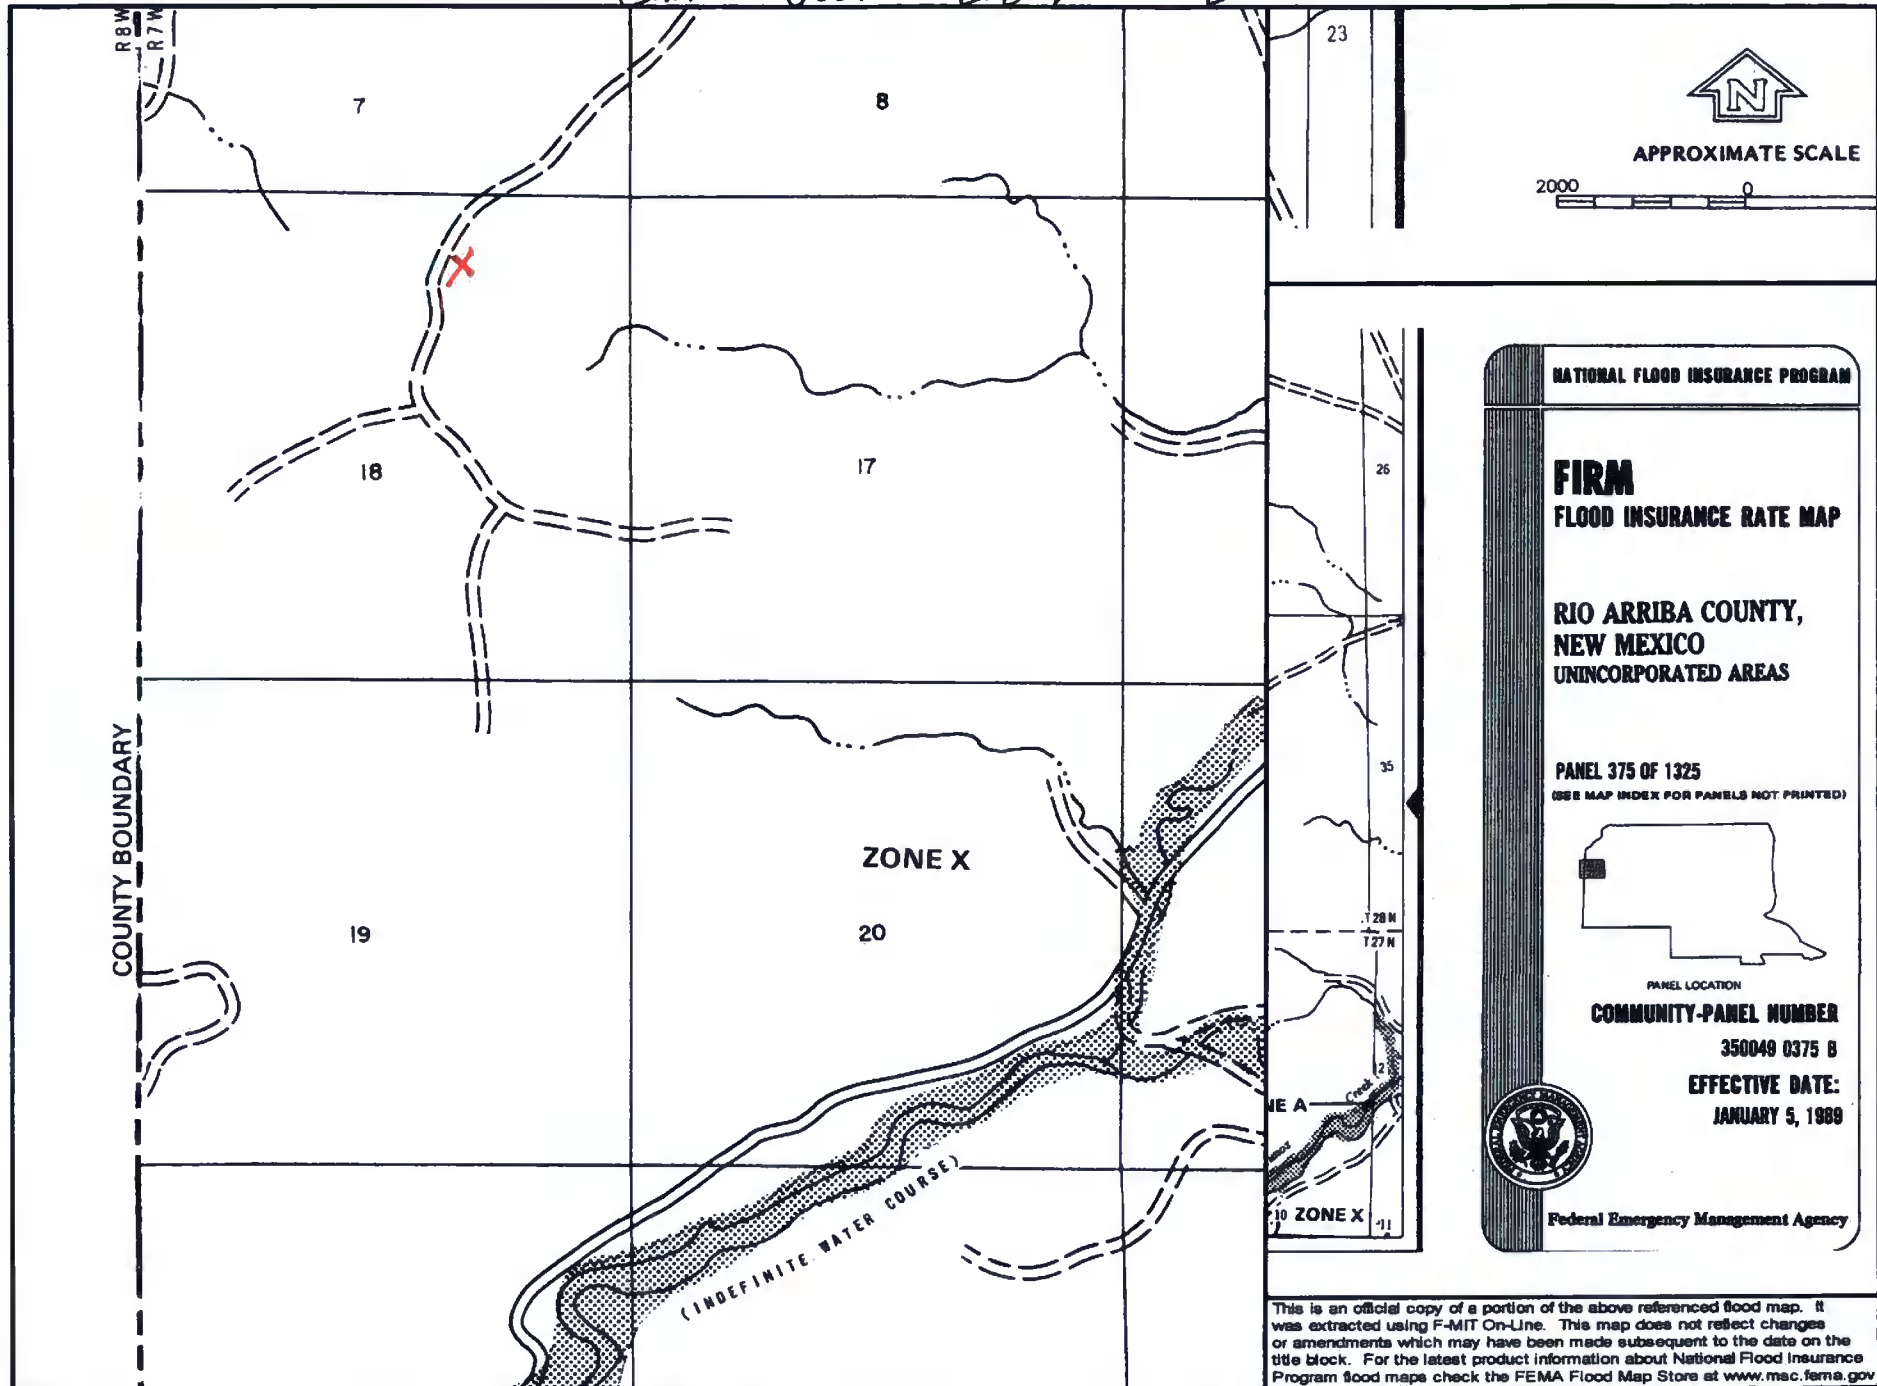 R8W
R7W
7
8
23
N
APPROXIMATE SCALE
2000 0
18
17
26
NATIONAL FLOOD INSURANCE PROGRAM
FIRM
FLOOD INSURANCE RATE MAP
RIO ARRIBA COUNTY,
NEW MEXICO
UNINCORPORATED AREAS
PANEL 375 OF 1325
(SEE MAP INDEX FOR PANELS NOT PRINTED)
35
COUNTY BOUNDARY
ZONE X
19
20
T28N
T27N
PANEL LOCATION
COMMUNITY-PANEL NUMBER
350049 0375 B
EFFECTIVE DATE:
JANUARY 5, 1989
12
Creek
NE A
10 ZONE X 11
(INDEFINITE WATER COURSE)
Federal Emergency Management Agency
This is an official copy of a portion of the above referenced flood map. It
was extracted using F-MIT On-Line. This map does not reflect changes
or amendments which may have been made subsequent to the date on the
title block. For the latest product information about National Flood Insurance
Program flood maps check the FEMA Flood Map Store at www.msc.fema.gov